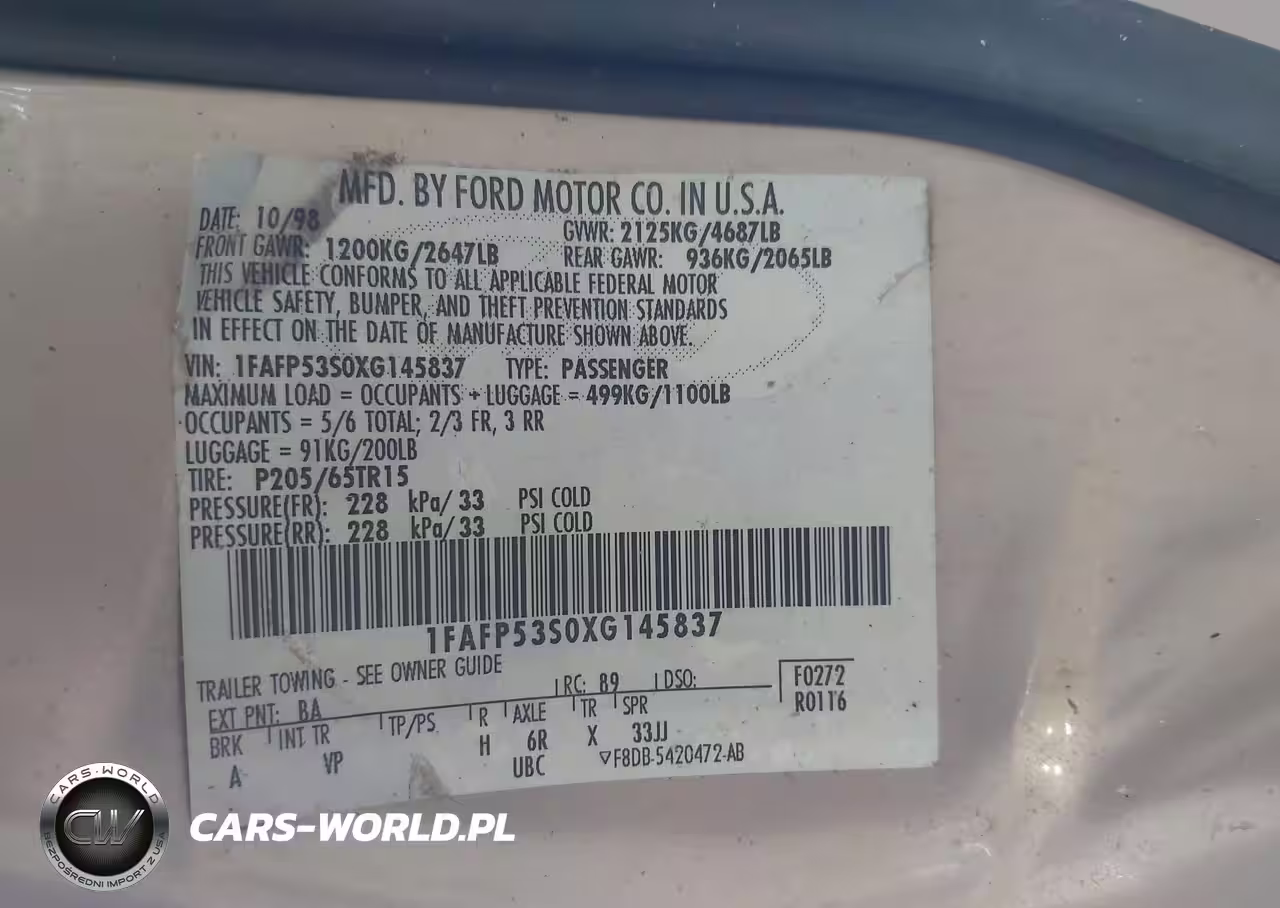 MFD. BY FORD MOTOR CO. IN U.S.A.
DATE: 10/98 GVWR: 2125KG/4687LB
FRONT GAWR: 1200KG/2647LB REAR GAWR: 936KG/2065LB
THIS VEHICLE CONFORMS TO ALL APPLICABLE FEDERAL MOTOR
VEHICLE SAFETY, BUMPER, AND THEFT PREVENTION STANDARDS
IN EFFECT ON THE DATE OF MANUFACTURE SHOWN ABOVE.
VIN: 1FAFP53S0XG145837 TYPE: PASSENGER
MAXIMUM LOAD = OCCUPANTS + LUGGAGE = 499KG/1100LB
OCCUPANTS = 5/6 TOTAL; 2/3 FR, 3 RR
LUGGAGE = 91KG/200LB
TIRE: P205/65TR15
PRESSURE(FR): 228 kPa/ 33 PSI COLD
PRESSURE(RR): 228 kPa/ 33 PSI COLD
1FAFP53S0XG145837
TRAILER TOWING - SEE OWNER GUIDE
EXT PNT: BA RC: 89 DSO: F0272
R0116
BRK INT TR TP/PS R AXLE TR SPR
A VP H 6R X 33JJ
UBC ▽F8DB-5420472-AB
CARS-WORLD
CW
BEZPOŚREDNI IMPORT Z USA
CARS-WORLD.PL